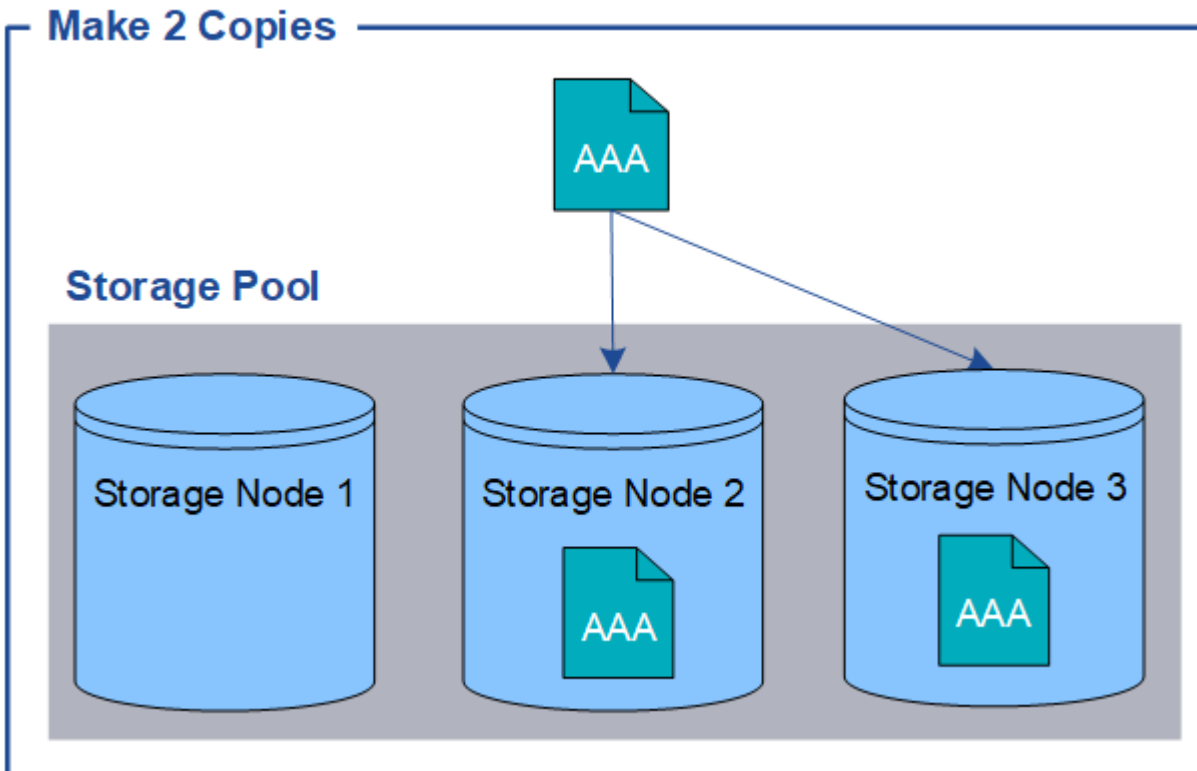 Make 2 Copies
AAA
Storage Pool
Storage Node 1
Storage Node 2
Storage Node 3
AAA
AAA